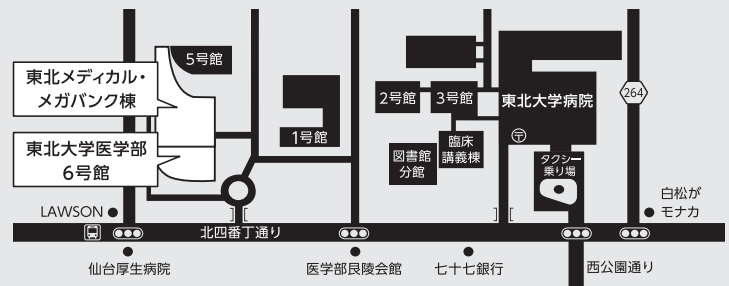 5号館
東北メディカル・
メガバンク棟
東北大学医学部
6号館
1号館
2号館
3号館
臨床
講義棟
図書館
分館
東北大学病院
〒
タクシー
乗り場
264
白松が
モナカ
LAWSON
北四番丁通り
仙台厚生病院
医学部艮陵会館
七十七銀行
西公園通り